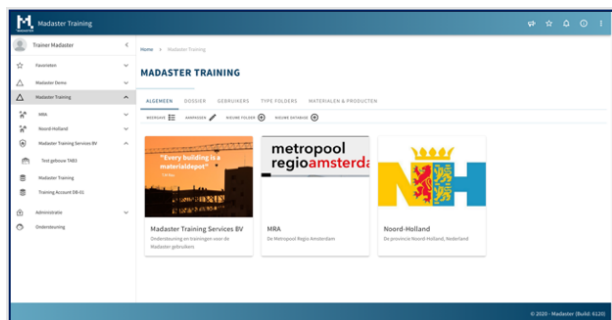 M.
MADASTER
Madaster Training
Trainer Madaster
Favorieten
Madaster Demo
Madaster Training
MRA
Noord-Holland
Madaster Training Services BV
Test gebouw THBS
Madaster Training
Training Account DB-01
Administratie
Ondersteuning
Home > Madaster Training
MADASTER TRAINING
ALGEMEEN DOSSIER GEBRUIKERS TYPE FOLDERS MATERIALEN & PRODUCTEN
WEERGAVE AANPASSEN NIEUWE FOLDER NIEUWE DATABASE
"Every building is a
materialdepot"
metropool
regioamsterda
NH
Madaster Training Services BV
Ondersteuning en trainingen voor de
Madaster gebruikers
MRA
De Metropool Regio Amsterdam
Noord-Holland
De provincie Noord-Holland, Nederland
© 2020 - Madaster (Build: 6120)